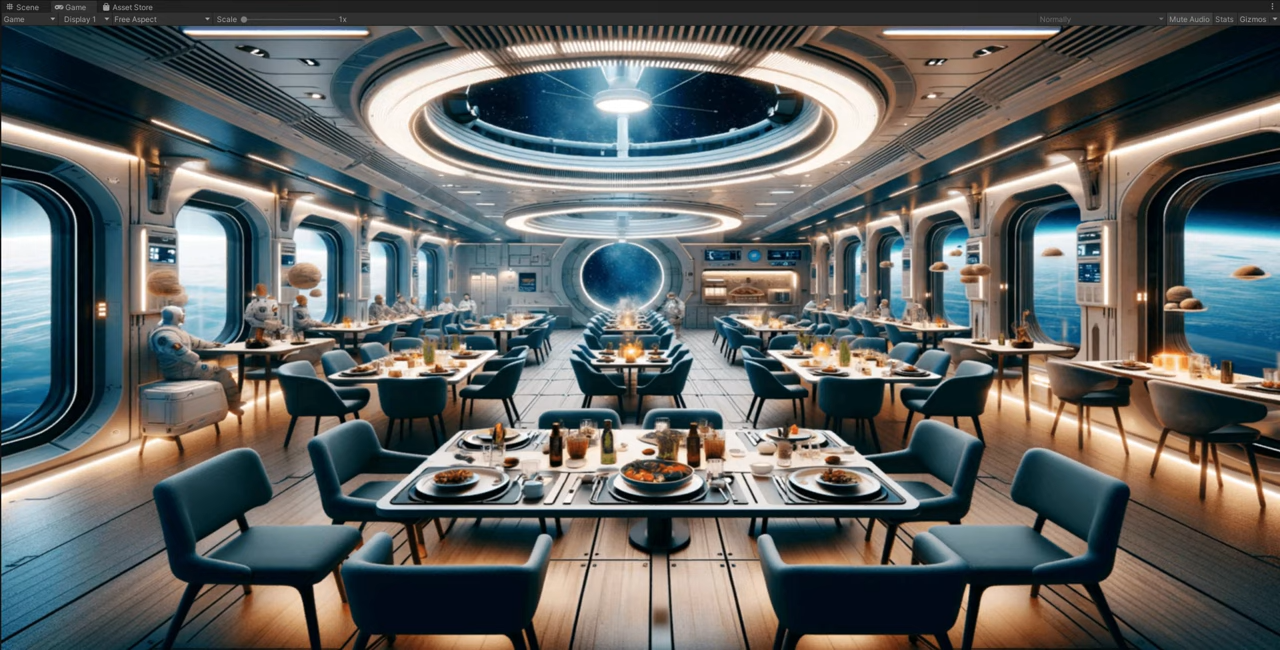 Scene Game Asset Store
Game Display 1 Free Aspect Scale 1x Normally Mute Audio Stats Gizmos